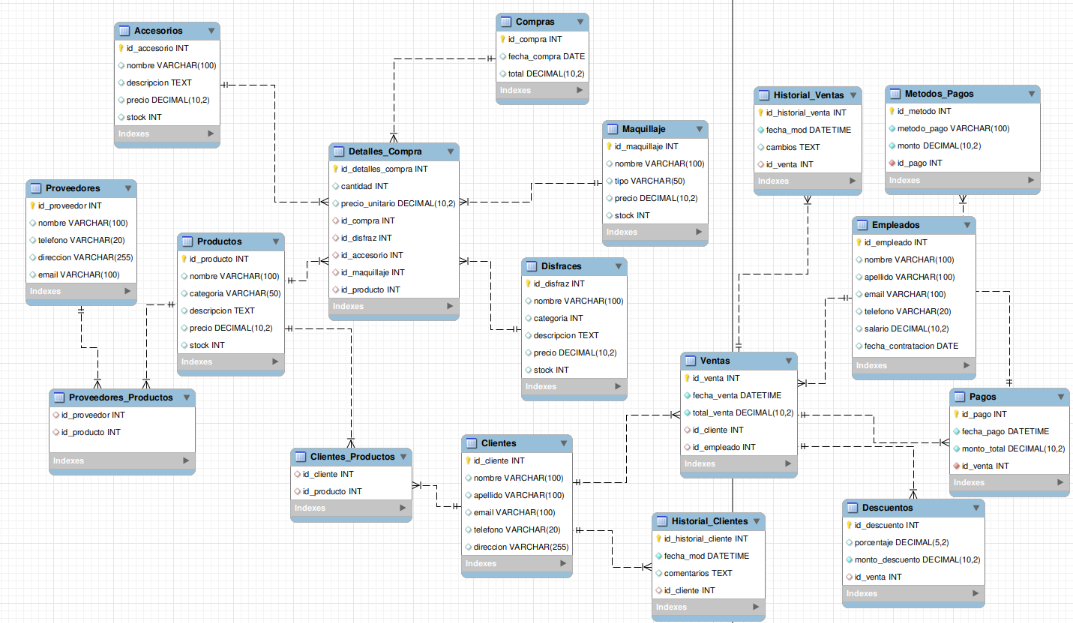 Accesorios
id_accesorio INT
nombre VARCHAR(100)
descripcion TEXT
precio DECIMAL(10,2)
stock INT
Indexes
Compras
id_compra INT
fecha_compra DATE
total DECIMAL(10,2)
Indexes
Historial_Ventas
id_historial_venta INT
fecha_mod DATETIME
cambios TEXT
id_venta INT
Indexes
Metodos_Pagos
id_metodo INT
metodo_pago VARCHAR(100)
monto DECIMAL(10,2)
id_pago INT
Indexes
Maquillaje
id_maquillaje INT
nombre VARCHAR(100)
tipo VARCHAR(50)
precio DECIMAL(10,2)
stock INT
Indexes
Detalles_Compra
id_detalles_compra INT
cantidad INT
precio_unitario DECIMAL(10,2)
id_compra INT
id_disfraz INT
id_accesorio INT
id_maquillaje INT
id_producto INT
Indexes
Proveedores
id_proveedor INT
nombre VARCHAR(100)
telefono VARCHAR(20)
direccion VARCHAR(255)
email VARCHAR(100)
Indexes
Productos
id_producto INT
nombre VARCHAR(100)
categoria VARCHAR(50)
descripcion TEXT
precio DECIMAL(10,2)
stock INT
Indexes
Disfraces
id_disfraz INT
nombre VARCHAR(100)
categoria INT
descripcion TEXT
precio DECIMAL(10,2)
stock INT
Indexes
Empleados
id_empleado INT
nombre VARCHAR(100)
apellido VARCHAR(100)
email VARCHAR(100)
telefono VARCHAR(20)
salario DECIMAL(10,2)
fecha_contratacion DATE
Indexes
Ventas
id_venta INT
fecha_venta DATETIME
total_venta DECIMAL(10,2)
id_cliente INT
id_empleado INT
Indexes
Pagos
id_pago INT
fecha_pago DATETIME
monto_total DECIMAL(10,2)
id_venta INT
Indexes
Proveedores_Productos
id_proveedor INT
id_producto INT
Indexes
Clientes_Productos
id_cliente INT
id_producto INT
Indexes
Clientes
id_cliente INT
nombre VARCHAR(100)
apellido VARCHAR(100)
email VARCHAR(100)
telefono VARCHAR(20)
direccion VARCHAR(255)
Indexes
Historial_Clientes
id_historial_cliente INT
fecha_mod DATETIME
comentarios TEXT
id_cliente INT
Indexes
Descuentos
id_descuento INT
porcentaje DECIMAL(5,2)
monto_descuento DECIMAL(10,2)
id_venta INT
Indexes